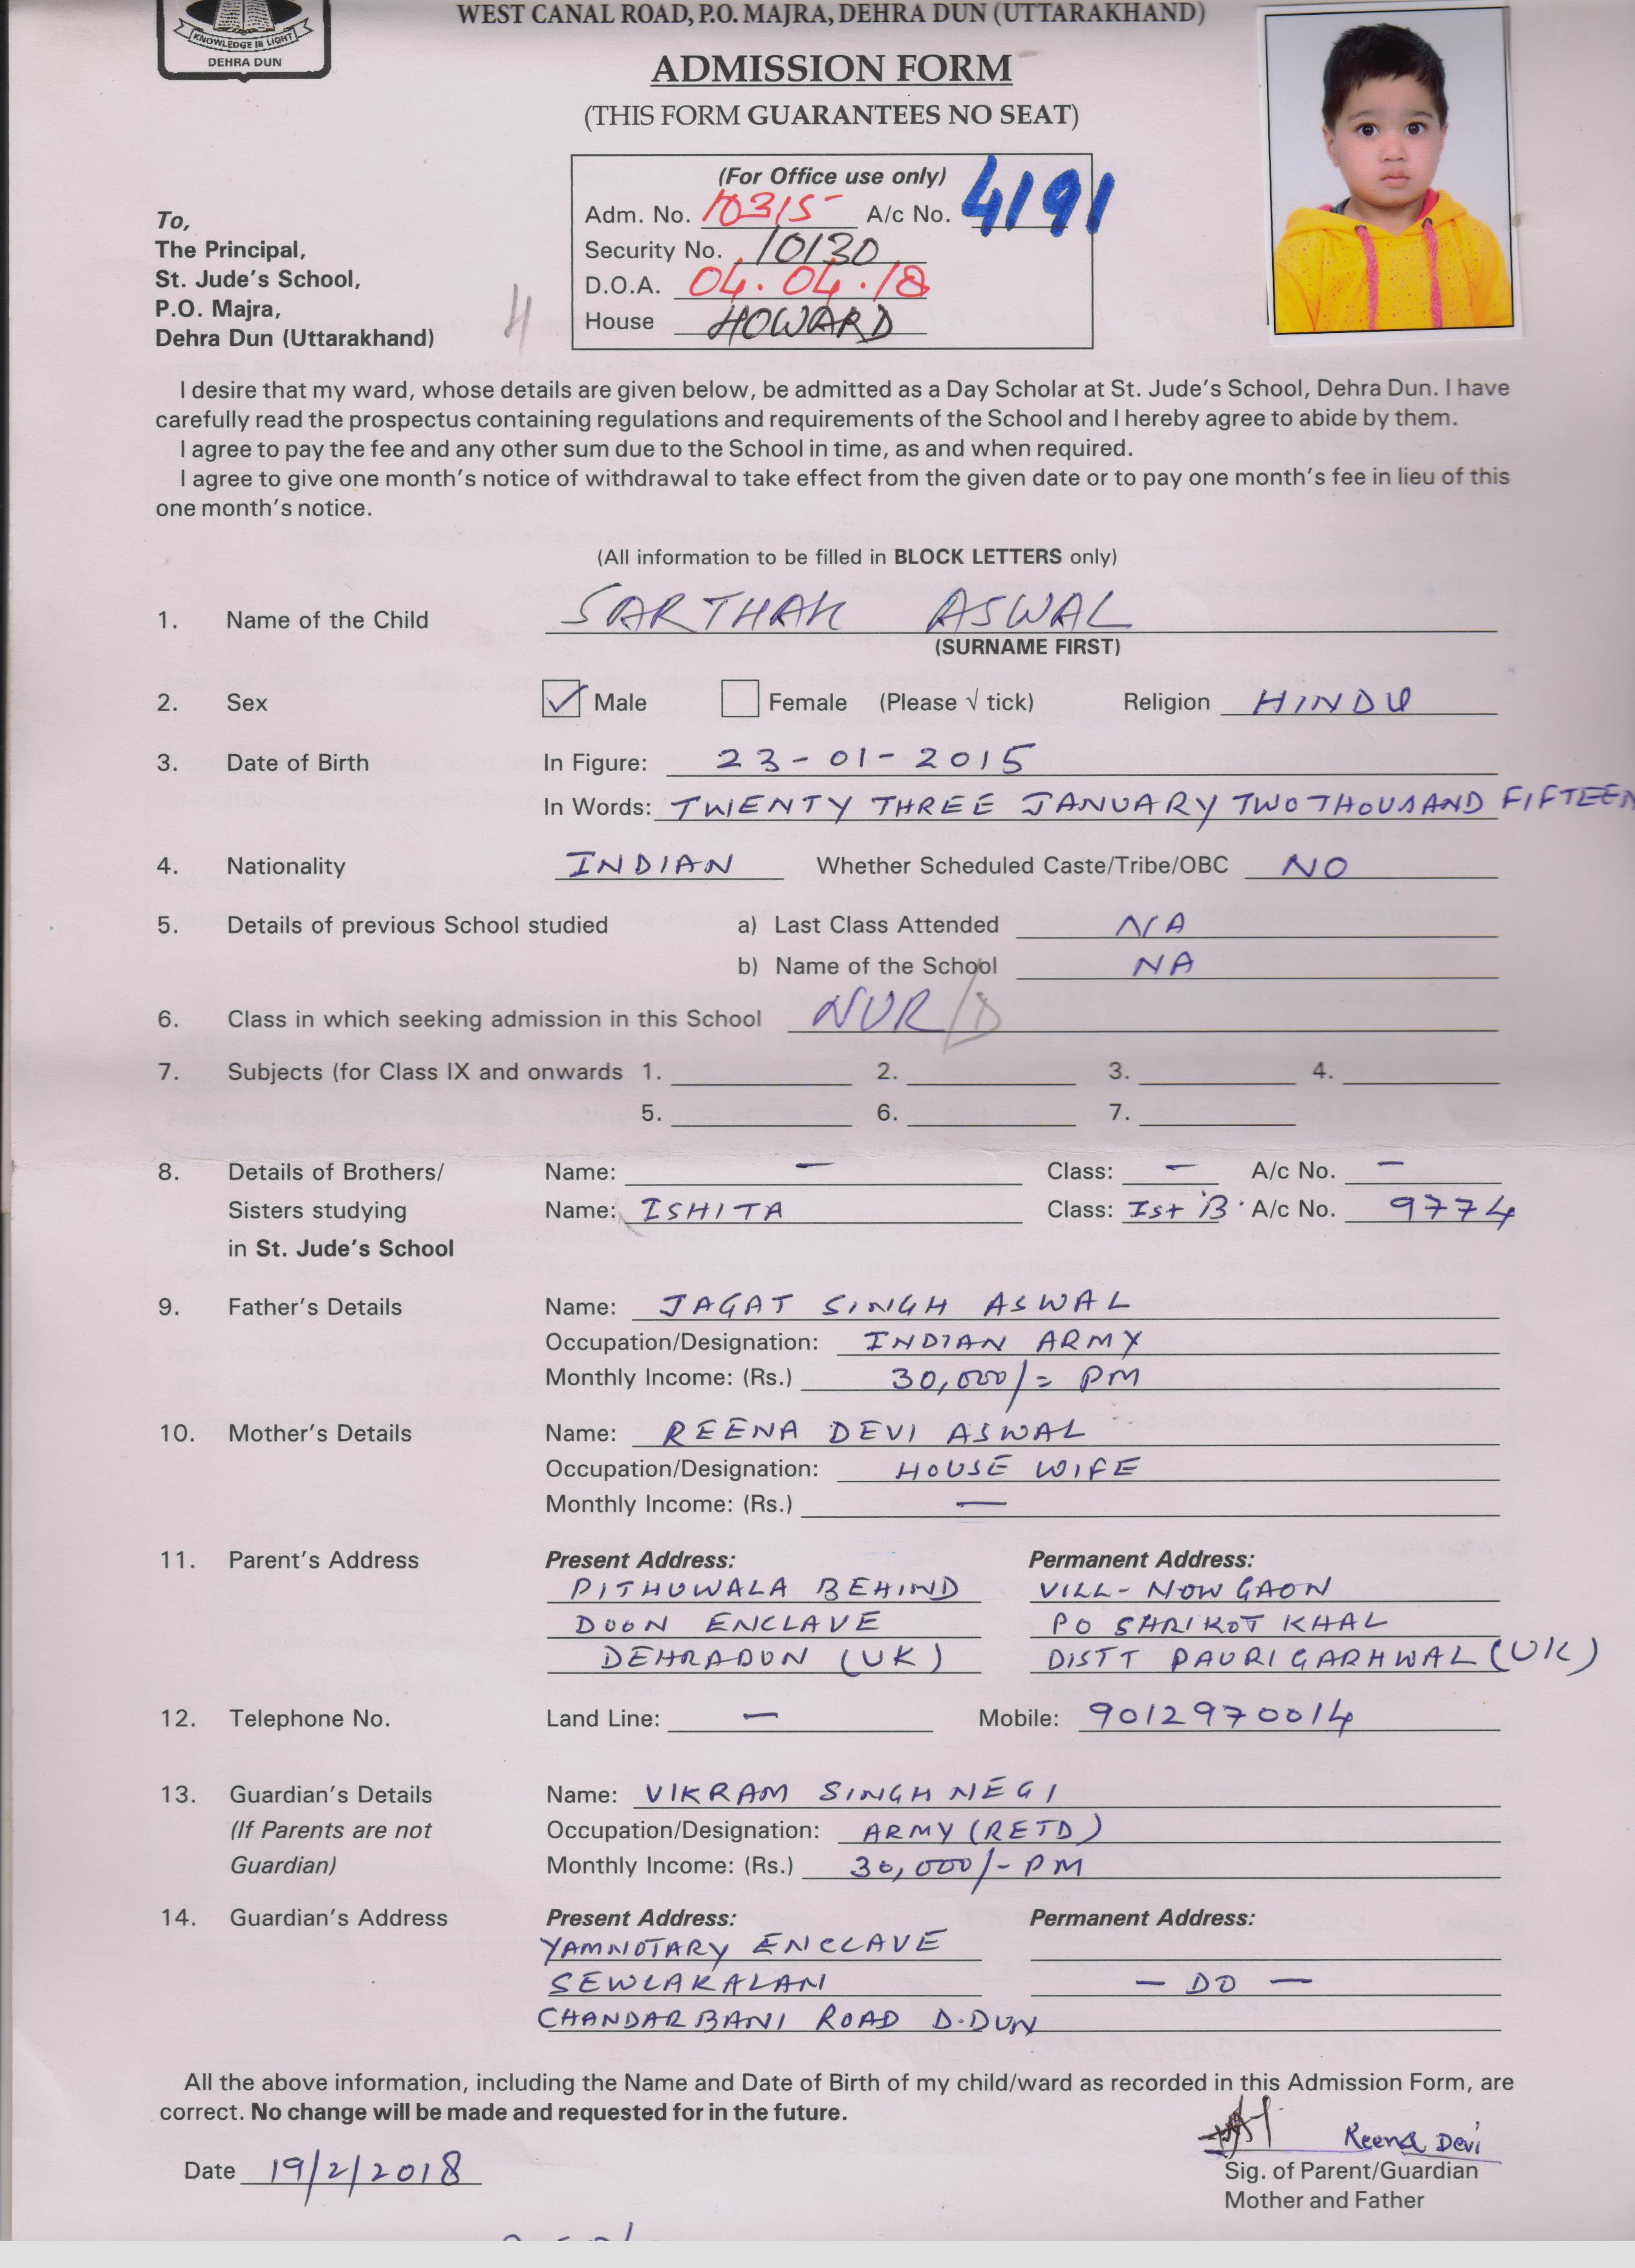 WEST CANAL ROAD, P.O. MAJRA, DEHRA DUN (UTTARAKHAND)
KNOWLEDGE IS LIGHT
DEHRA DUN
ADMISSION FORM
(THIS FORM GUARANTEES NO SEAT)
(For Office use only)
Adm. No. 10315 A/c No. 4191
Security No. 10130
D.O.A. 04.04.18
House HOWARD
To,
The Principal,
St. Jude's School,
P.O. Majra,
Dehra Dun (Uttarakhand)
I desire that my ward, whose details are given below, be admitted as a Day Scholar at St. Jude's School, Dehra Dun. I have
carefully read the prospectus containing regulations and requirements of the School and I hereby agree to abide by them.
I agree to pay the fee and any other sum due to the School in time, as and when required.
I agree to give one month's notice of withdrawal to take effect from the given date or to pay one month's fee in lieu of this
one month's notice.
(All information to be filled in BLOCK LETTERS only)
1. Name of the Child SARTHAK ASWAL
(SURNAME FIRST)
2. Sex ✓ Male Female (Please √ tick) Religion HINDU
3. Date of Birth In Figure: 23-01-2015
In Words: TWENTY THREE JANUARY TWO THOUSAND FIFTEEN
4. Nationality INDIAN Whether Scheduled Caste/Tribe/OBC NO
5. Details of previous School studied a) Last Class Attended NA
b) Name of the School NA
6. Class in which seeking admission in this School NUR/D
7. Subjects (for Class IX and onwards 1. 2. 3. 4.
5. 6. 7.
8. Details of Brothers/ Name: — Class: — A/c No. —
Sisters studying Name: ISHITA Class: Ist 'B' A/c No. 9774
in St. Jude's School
9. Father's Details Name: JAGAT SINGH ASWAL
Occupation/Designation: INDIAN ARMY
Monthly Income: (Rs.) 30,000/= PM
10. Mother's Details Name: REENA DEVI ASWAL
Occupation/Designation: HOUSE WIFE
Monthly Income: (Rs.) —
11. Parent's Address Present Address: Permanent Address:
PITHUWALA BEHIND VILL- NOWGAON
DOON ENCLAVE PO SHRIKOT KHAL
DEHRADUN (UK) DISTT PAURI GARHWAL (UK)
12. Telephone No. Land Line: — Mobile: 9012970014
13. Guardian's Details Name: VIKRAM SINGH NEGI
(If Parents are not Occupation/Designation: ARMY (RETD)
Guardian) Monthly Income: (Rs.) 30,000/- PM
14. Guardian's Address Present Address: Permanent Address:
YAMNOTARY ENCLAVE
SEWLAKALAN — DO —
CHANDARBANI ROAD D.DUN
All the above information, including the Name and Date of Birth of my child/ward as recorded in this Admission Form, are
correct. No change will be made and requested for in the future.
Reena Devi
Date 19/2/2018 Sig. of Parent/Guardian
Mother and Father